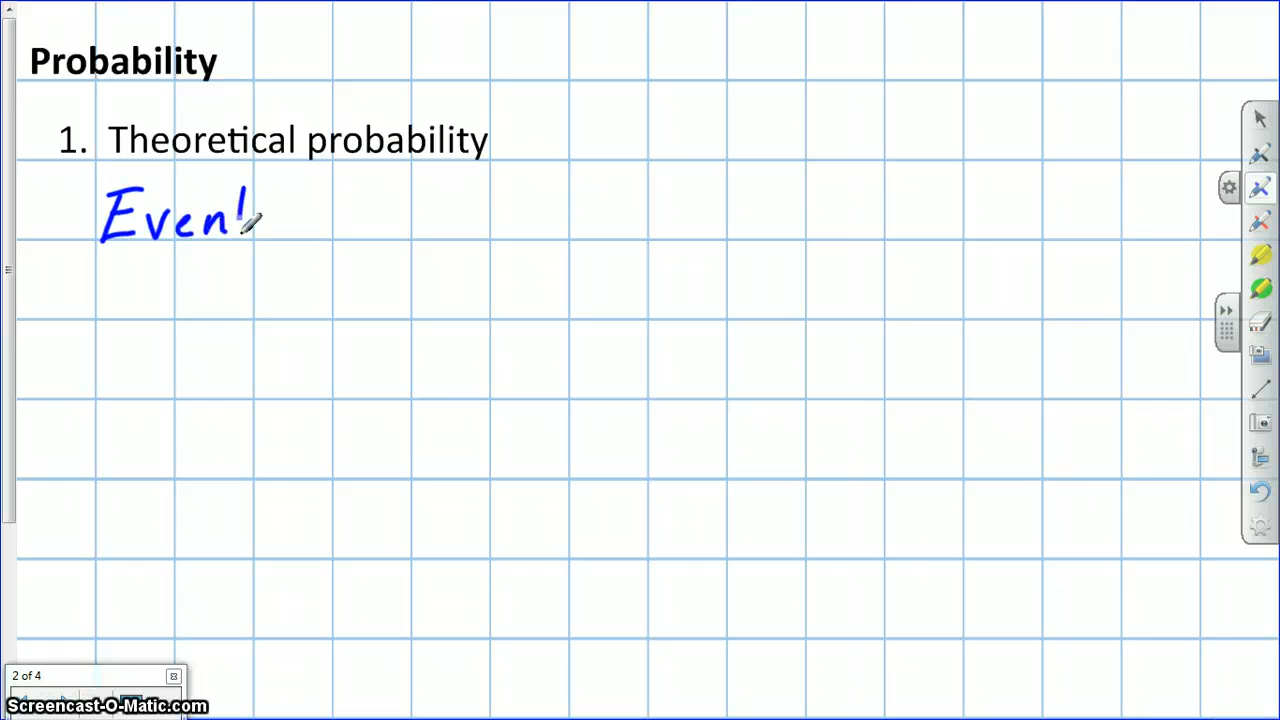 Probability
1. Theoretical probability
Even
2 of 4
Screencast-O-Matic.com